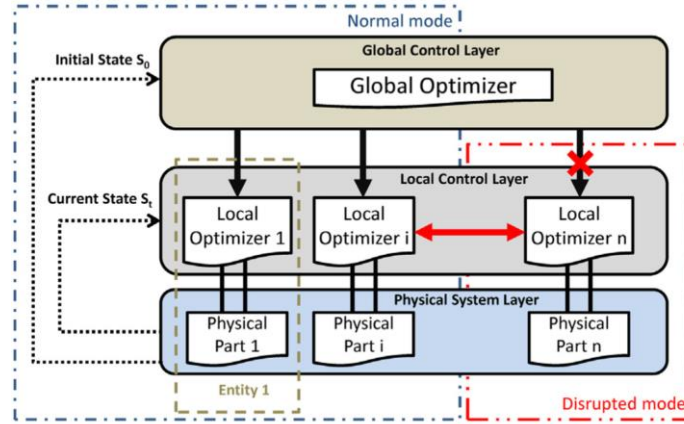 Normal mode
Global Control Layer
Initial State S₀
Global Optimizer
Local Control Layer
Current State Sₜ
Local
Optimizer 1
Local
Optimizer i
Local
Optimizer n
Physical System Layer
Physical
Part 1
Physical
Part i
Physical
Part n
Entity 1
Disrupted mode